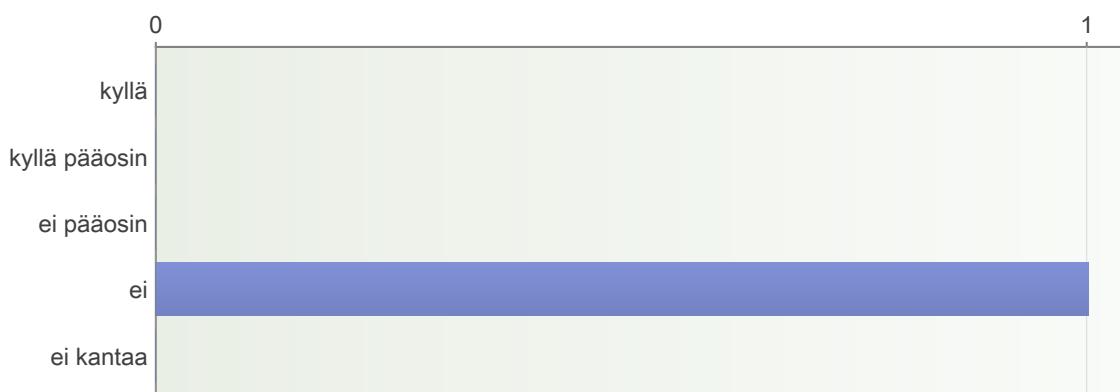 0 1
kyllä
kyllä pääosin
ei pääosin
ei
ei kantaa